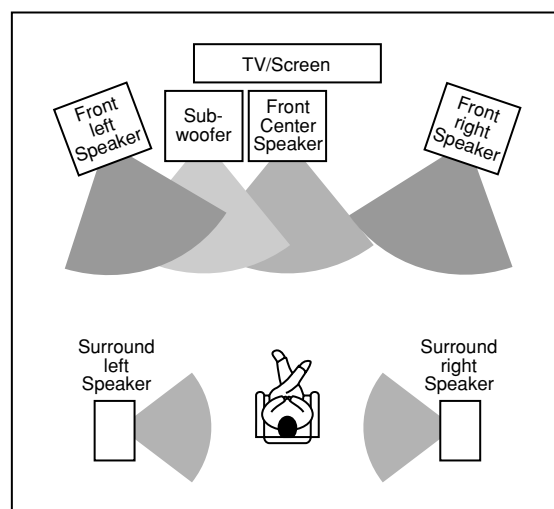 TV/Screen
Front
left
Speaker
Sub-
woofer
Front
Center
Speaker
Front
right
Speaker
Surround
left
Speaker
Surround
right
Speaker